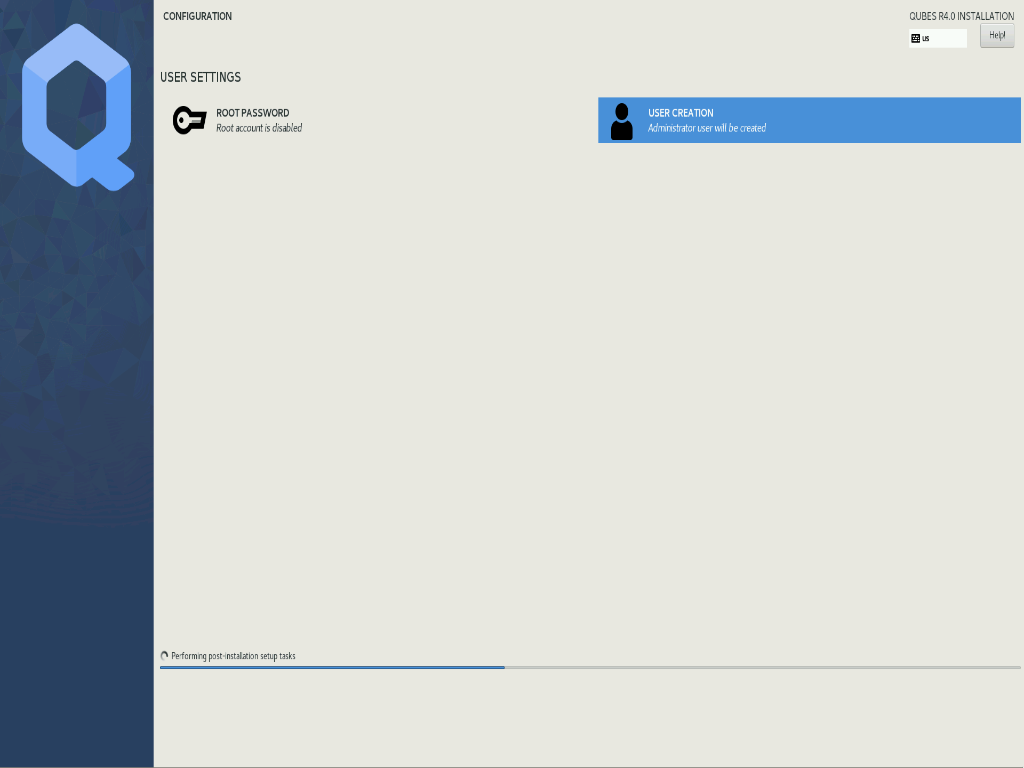 CONFIGURATION
QUBES R4.0 INSTALLATION
us
Help!
USER SETTINGS
ROOT PASSWORD
Root account is disabled
USER CREATION
Administrator user will be created
Performing post-installation setup tasks